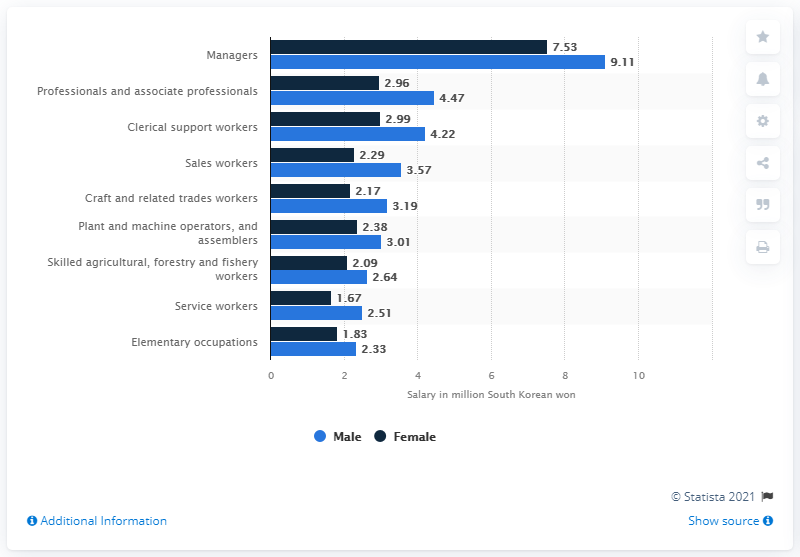 Managers
7.53
9.11
Professionals and associate professionals
2.96
4.47
Clerical support workers
2.99
4.22
Sales workers
2.29
3.57
Craft and related trades workers
2.17
3.19
Plant and machine operators, and
assemblers
2.38
3.01
Skilled agricultural, forestry and fishery
workers
2.09
2.64
Service workers
1.67
2.51
Elementary occupations
1.83
2.33
0 2 4 6 8 10
Salary in million South Korean won
Male Female
© Statista 2021
Additional Information
Show source